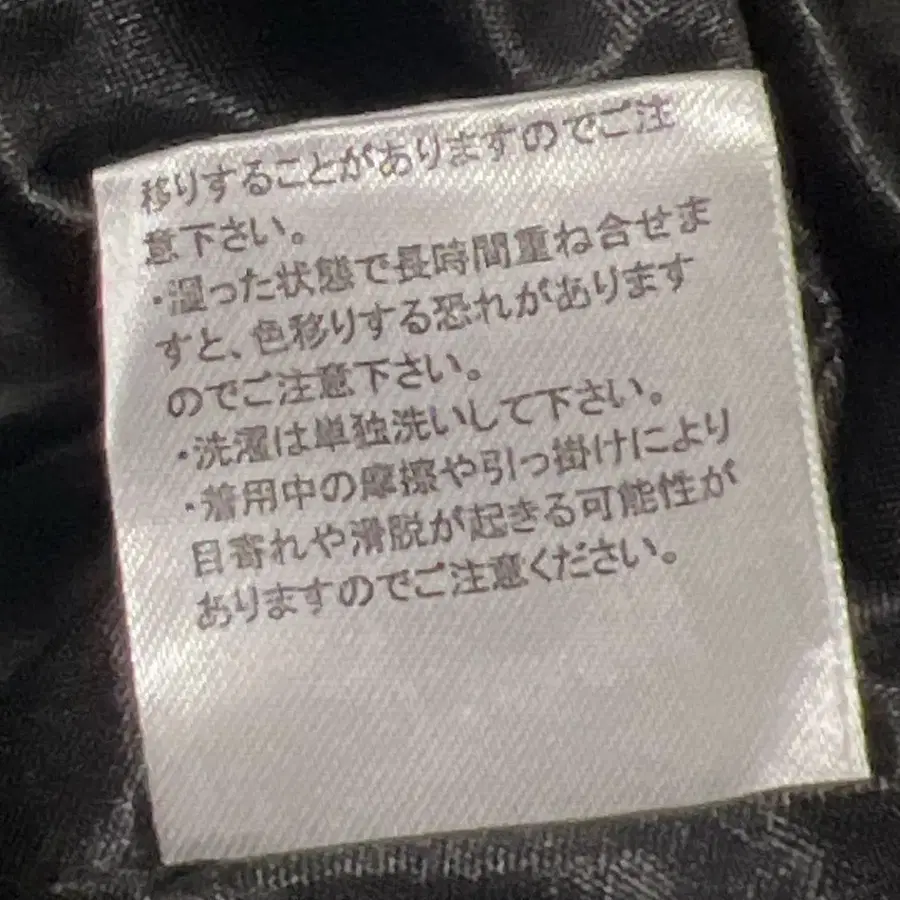 移りすることがありますのでご注
意下さい。
・湿った状態で長時間重ね合せま
すと、色移りする恐れがあります
のでご注意下さい。
・洗濯は単独洗いして下さい。
・着用中の摩擦や引っ掛けにより
目寄れや滑脱が起きる可能性が
ありますのでご注意ください。